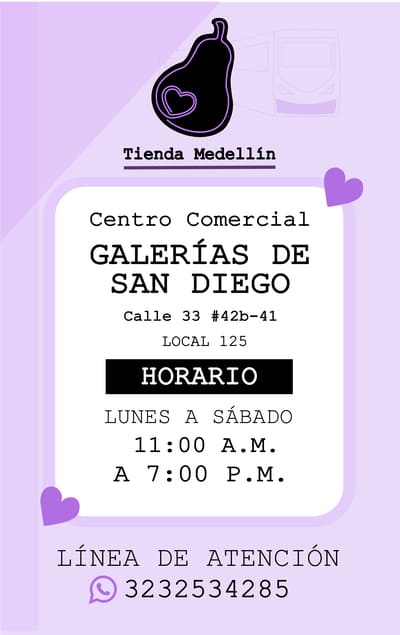 Tienda Medellín
Centro Comercial
GALERÍAS DE
SAN DIEGO
Calle 33 #42b-41
LOCAL 125
HORARIO
LUNES A SÁBADO
11:00 A.M.
A 7:00 P.M.
LÍNEA DE ATENCIÓN
3232534285